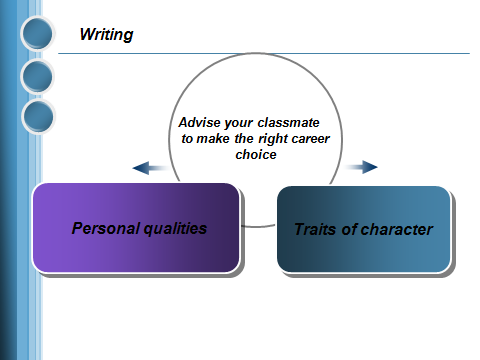 Writing
Advise your classmate
to make the right career
choice
Personal qualities
Traits of character